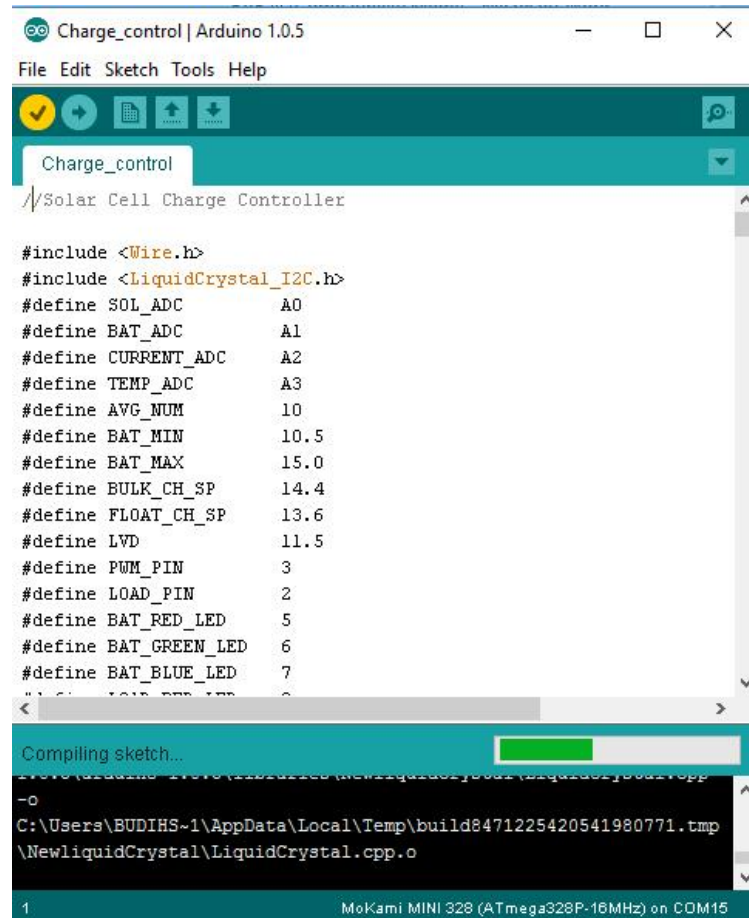 Charge_control | Arduino 1.0.5
File Edit Sketch Tools Help
Charge_control
//Solar Cell Charge Controller
#include <Wire.h>
#include <LiquidCrystal_I2C.h>
#define SOL_ADC A0
#define BAT_ADC A1
#define CURRENT_ADC A2
#define TEMP_ADC A3
#define AVG_NUM 10
#define BAT_MIN 10.5
#define BAT_MAX 15.0
#define BULK_CH_SP 14.4
#define FLOAT_CH_SP 13.6
#define LVD 11.5
#define PWM_PIN 3
#define LOAD_PIN 2
#define BAT_RED_LED 5
#define BAT_GREEN_LED 6
#define BAT_BLUE_LED 7
Compiling sketch...
-o
C:\Users\BUDIHS~1\AppData\Local\Temp\build8471225420541980771.tmp
\NewliquidCrystal\LiquidCrystal.cpp.o
1 MoKami MINI 328 (ATmega328P-16MHz) on COM15